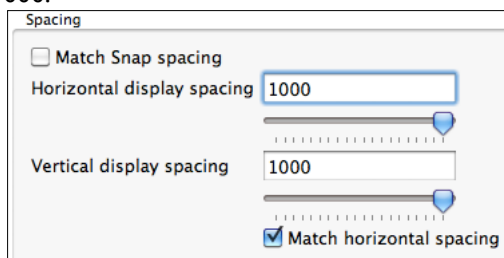 Spacing
Match Snap spacing
Horizontal display spacing 1000
Vertical display spacing 1000
Match horizontal spacing